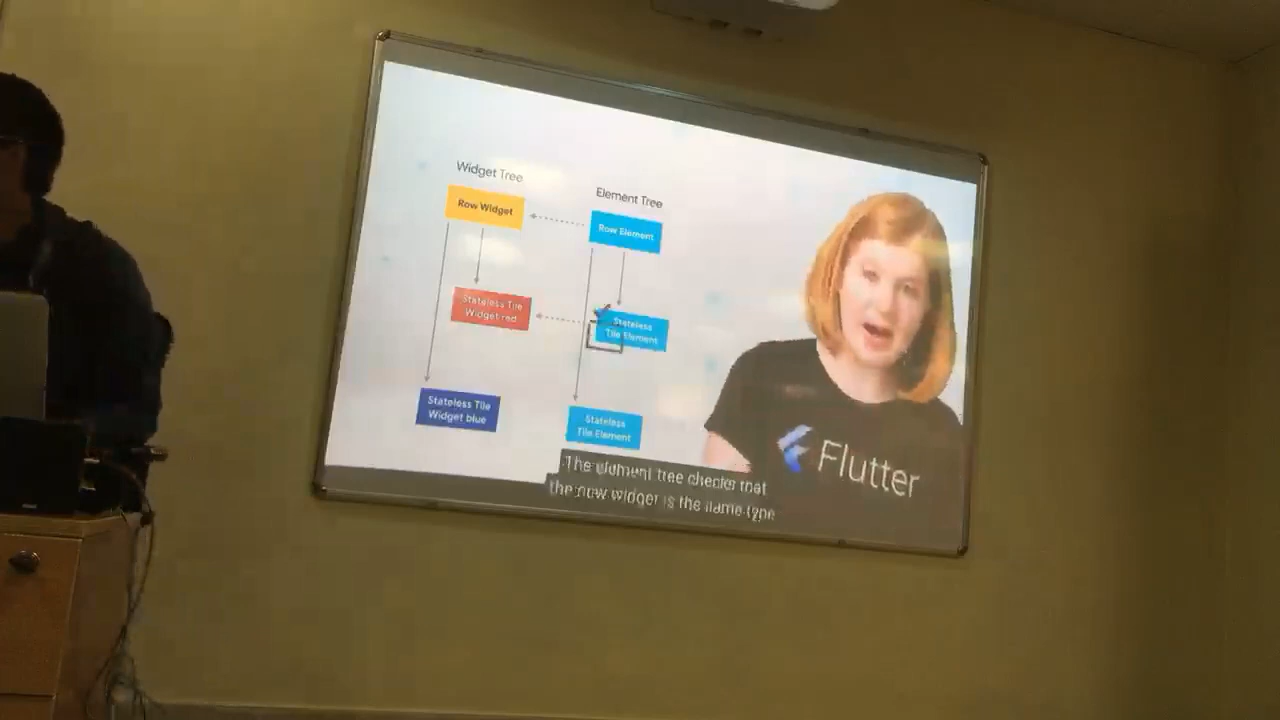 Widget Tree
Element Tree
Row Widget
Row Element
Stateless Tile
Widget red
Stateless
Tile Element
Stateless Tile
Widget blue
Stateless
Tile Element
Flutter
The element tree checks that
the new widget is the same type